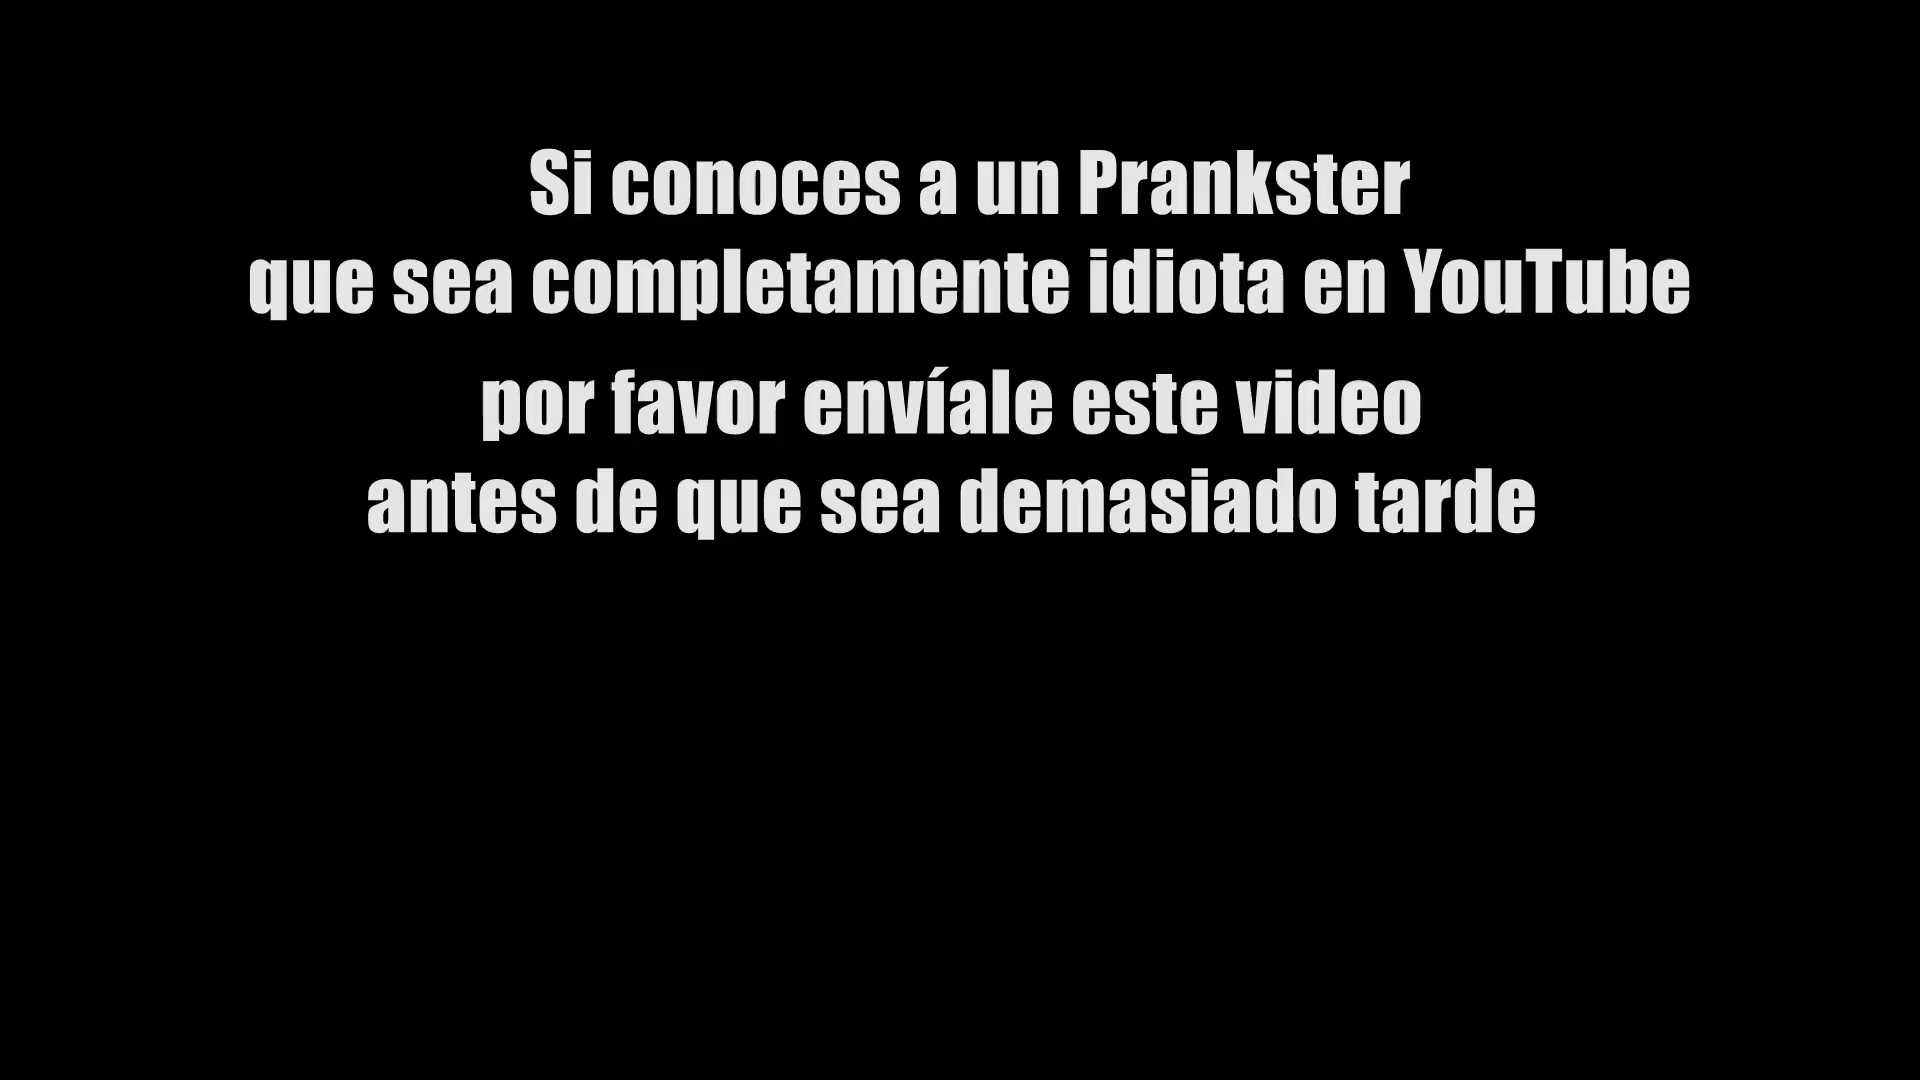 Si conoces a un Prankster
que sea completamente idiota en YouTube
por favor envíale este video
antes de que sea demasiado tarde